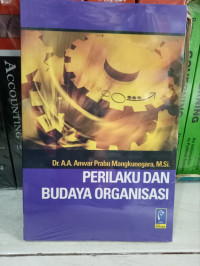 Dr. A.A. Anwar Prabu Mangkunegara, M.Si.
PERILAKU DAN
BUDAYA ORGANISASI
ACCOUNTING